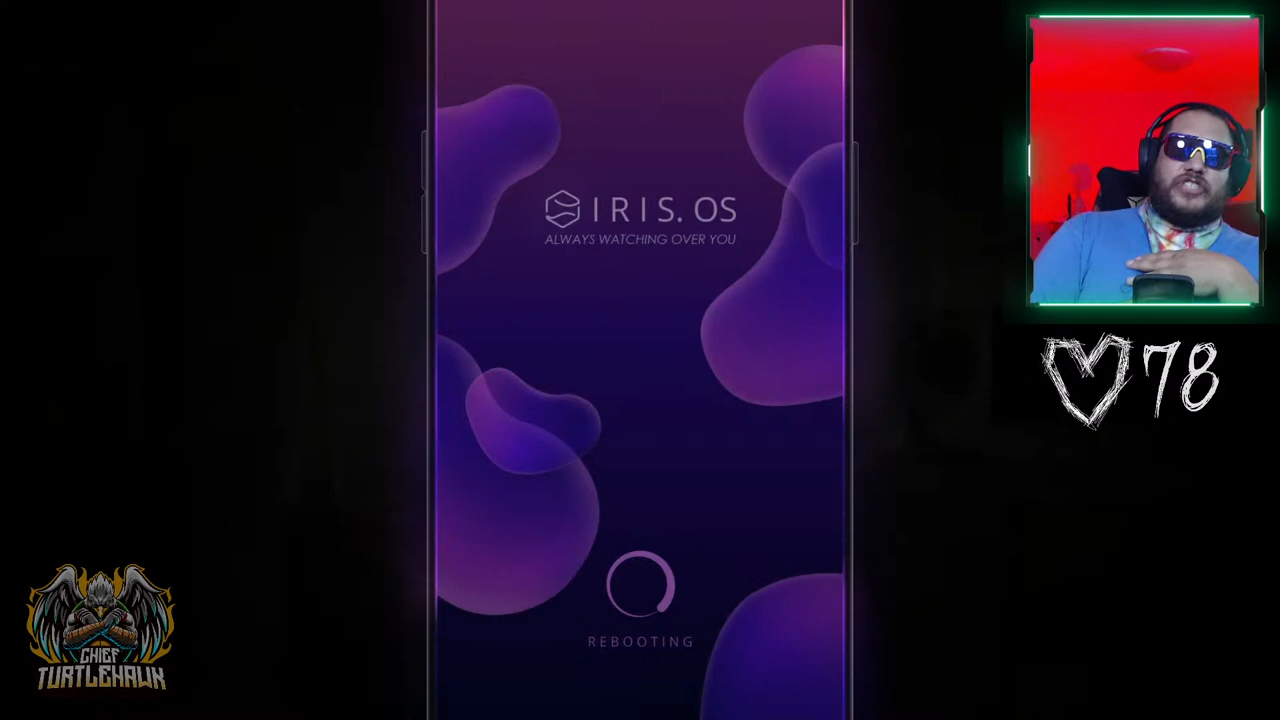 IRIS. OS
ALWAYS WATCHING OVER YOU
78
REBOOTING
CHIEF
TURTLEHAWK